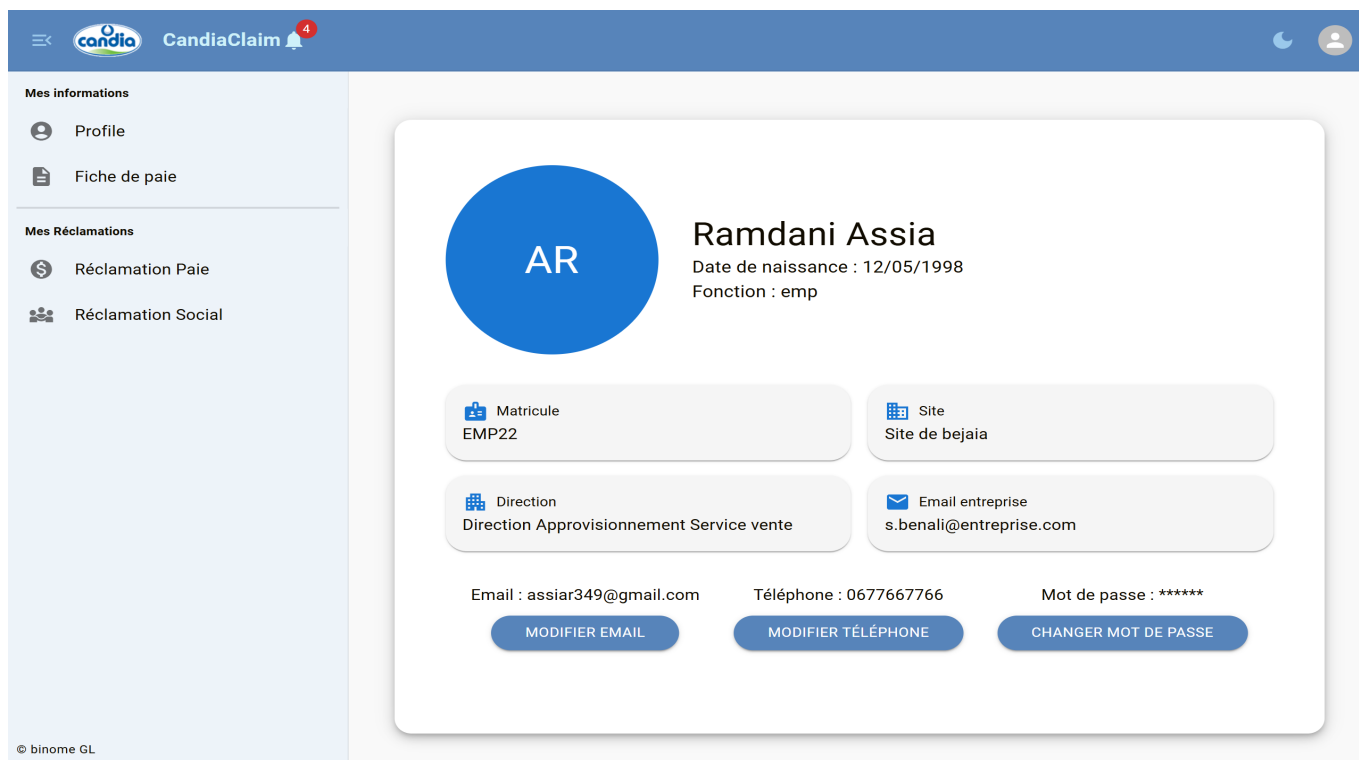 candia
CandiaClaim
4
Mes informations
Profile
Fiche de paie
Mes Réclamations
Réclamation Paie
Réclamation Social
© binome GL
AR
Ramdani Assia
Date de naissance : 12/05/1998
Fonction : emp
Matricule
EMP22
Site
Site de bejaia
Direction
Direction Approvisionnement Service vente
Email entreprise
s.benali@entreprise.com
Email : assiar349@gmail.com
MODIFIER EMAIL
Téléphone : 0677667766
MODIFIER TÉLÉPHONE
Mot de passe : ******
CHANGER MOT DE PASSE